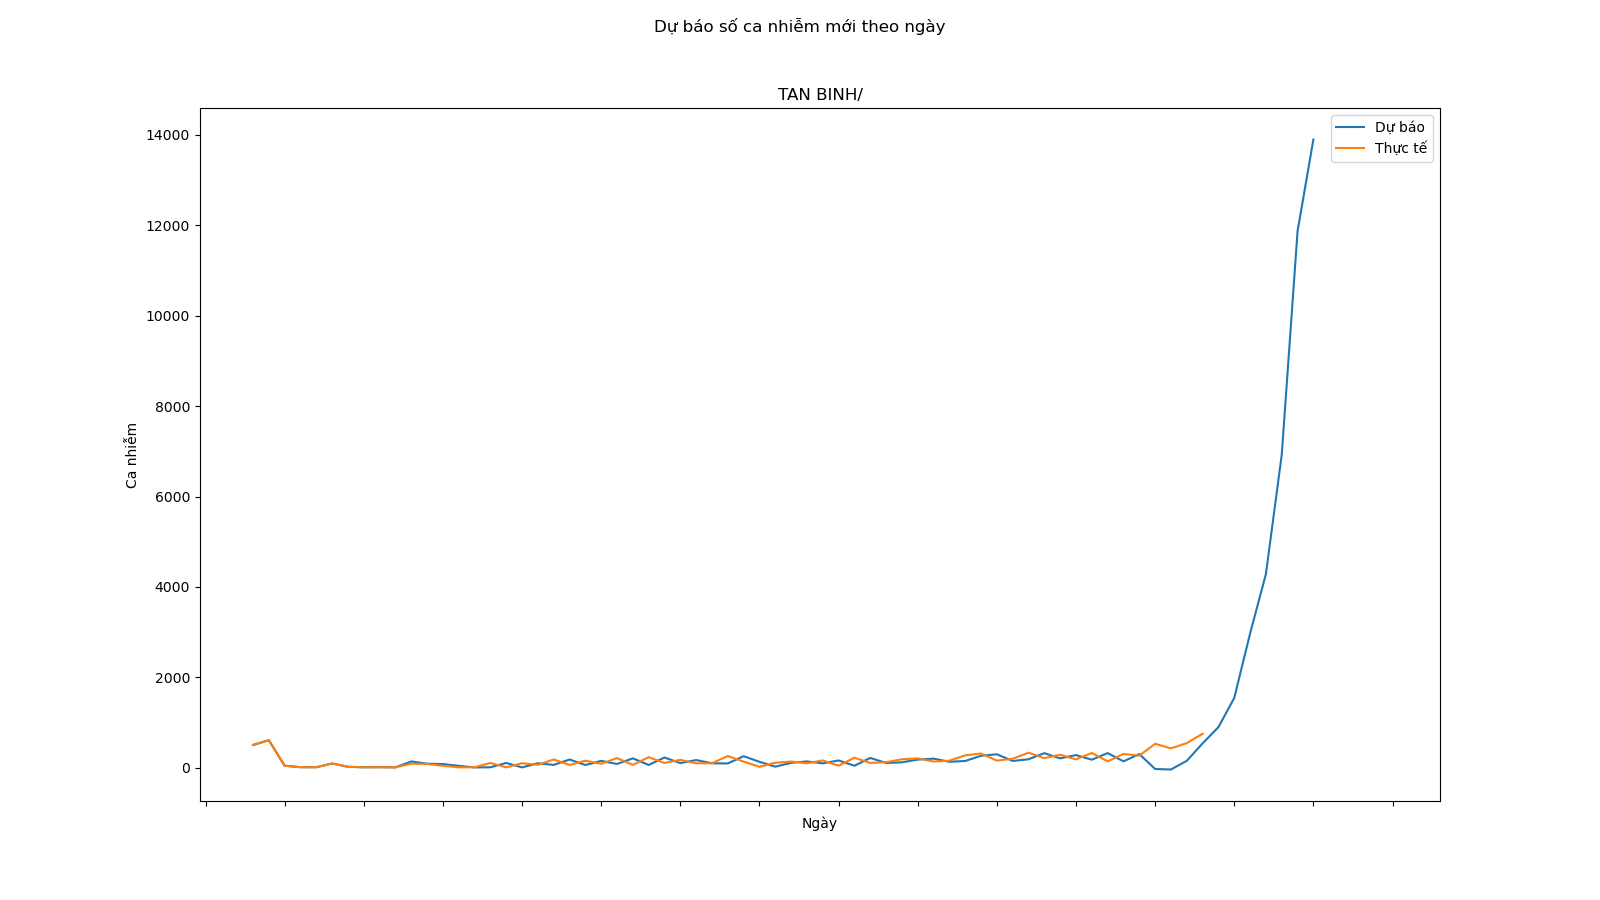 Dự báo số ca nhiễm mới theo ngày
TAN BINH/
Dự báo
Thực tế
14000
12000
10000
8000
6000
4000
2000
0
Ca nhiễm
Ngày